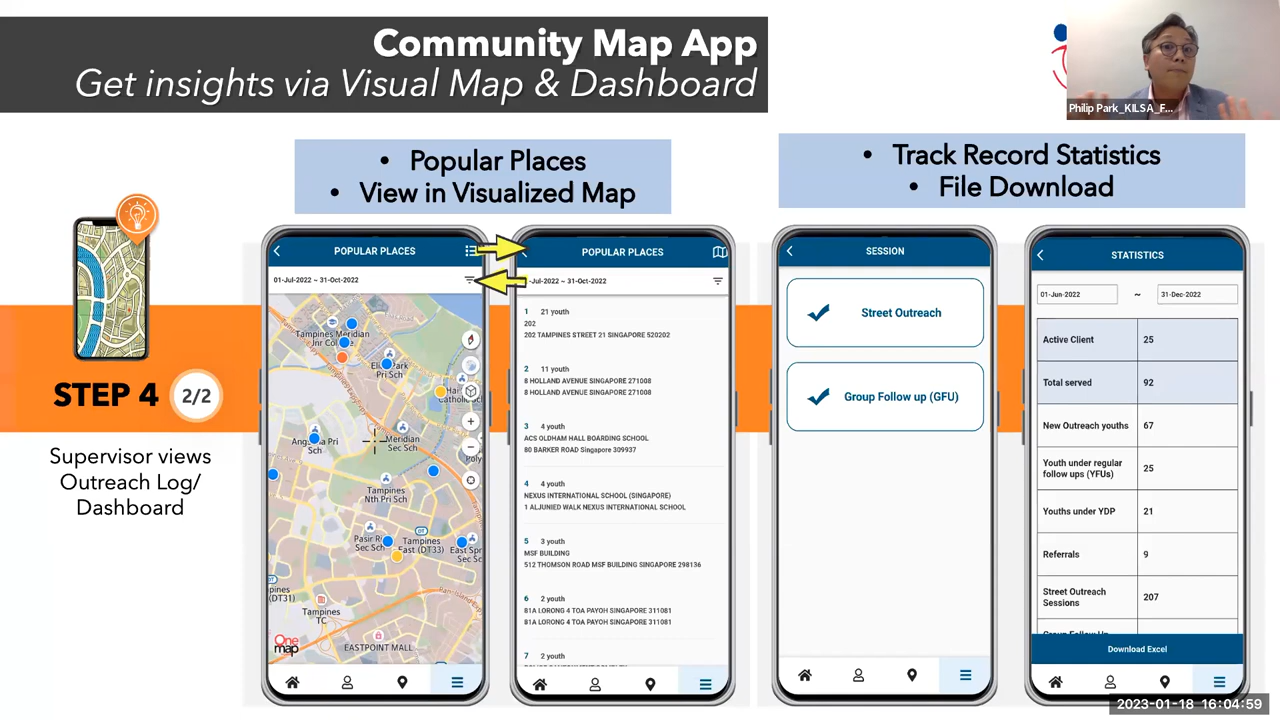 Community Map App
Get insights via Visual Map & Dashboard
Philip Park_KILSA_F...
• Popular Places
• View in Visualized Map
• Track Record Statistics
• File Download
STEP 4
2/2
Supervisor views
Outreach Log/
Dashboard
POPULAR PLACES
01-Jul-2022 ~ 31-Oct-2022
Tampines Meridian
Jnr College
Pri Sch
Meridian
Sec Sch
Pri
Sch
Tampines
Nth Pri Sch
Pasir
Sec Sch
Tampines
East (DT33)
East Spr
Sec Sc
(DT31)
Tampines
TC
EASTPOINT MALL
One
map
POPULAR PLACES
-Jul-2022 ~ 31-Oct-2022
1 21 youth
202
202 TAMPINES STREET 21 SINGAPORE 520202
2 11 youth
8 HOLLAND AVENUE SINGAPORE 271008
8 HOLLAND AVENUE SINGAPORE 271008
3 4 youth
ACS OLDHAM HALL BOARDING SCHOOL
80 BARKER ROAD Singapore 309937
4 4 youth
NEXUS INTERNATIONAL SCHOOL (SINGAPORE)
1 ALJUNIED WALK NEXUS INTERNATIONAL SCHOOL
5 3 youth
MSF BUILDING
512 THOMSON ROAD MSF BUILDING SINGAPORE 298136
6 2 youth
81A LORONG 4 TOA PAYOH SINGAPORE 311081
81A LORONG 4 TOA PAYOH SINGAPORE 311081
7 2 youth
SESSION
Street Outreach
Group Follow up (GFU)
STATISTICS
01-Jun-2022 ~ 31-Dec-2022
Active Client 25
Total served 92
New Outreach youths 67
Youth under regular
follow ups (YFUs) 25
Youths under YDP 21
Referrals 9
Street Outreach
Sessions 207
Download Excel
2023-01-18 16:04:59